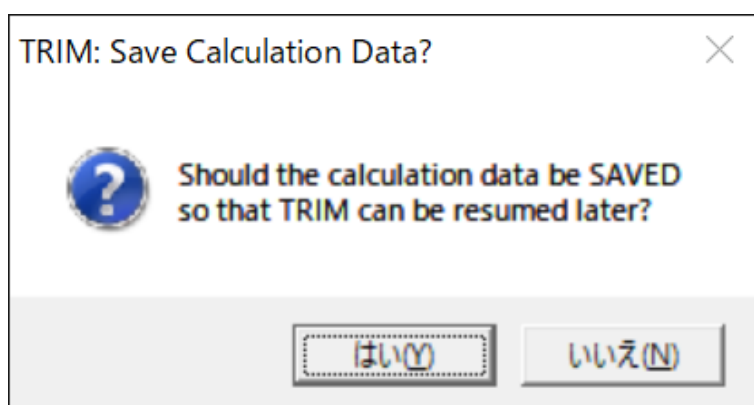 TRIM: Save Calculation Data?
Should the calculation data be SAVED
so that TRIM can be resumed later?
はい(Y)
いいえ(N)